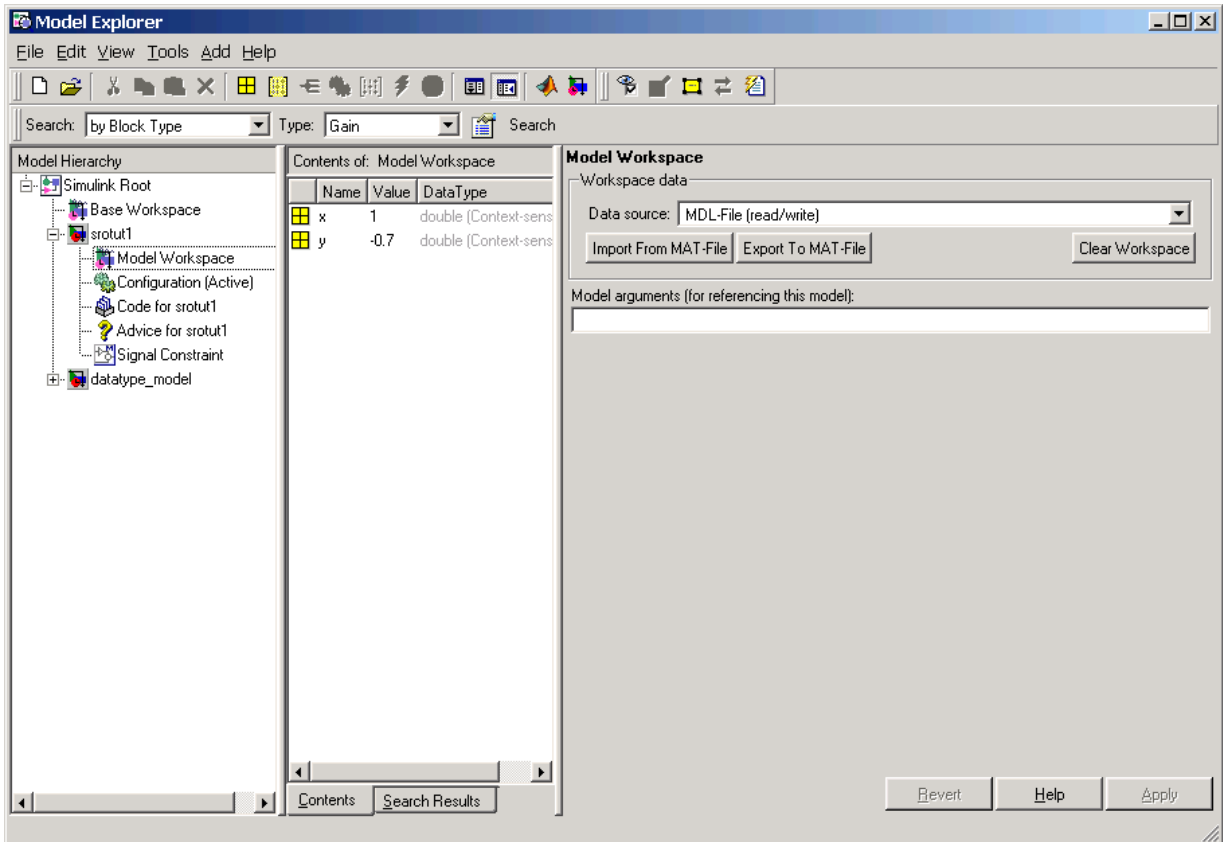 Model Explorer
File Edit View Tools Add Help
Search: by Block Type Type: Gain Search
Model Hierarchy
Simulink Root
Base Workspace
srotut1
Model Workspace
Configuration (Active)
Code for srotut1
Advice for srotut1
Signal Constraint
datatype_model
Contents of: Model Workspace
Name Value DataType
x 1 double (Context-sens
y -0.7 double (Context-sens
Contents Search Results
Model Workspace
Workspace data
Data source: MDL-File (read/write)
Import From MAT-File Export To MAT-File Clear Workspace
Model arguments (for referencing this model):
Revert Help Apply